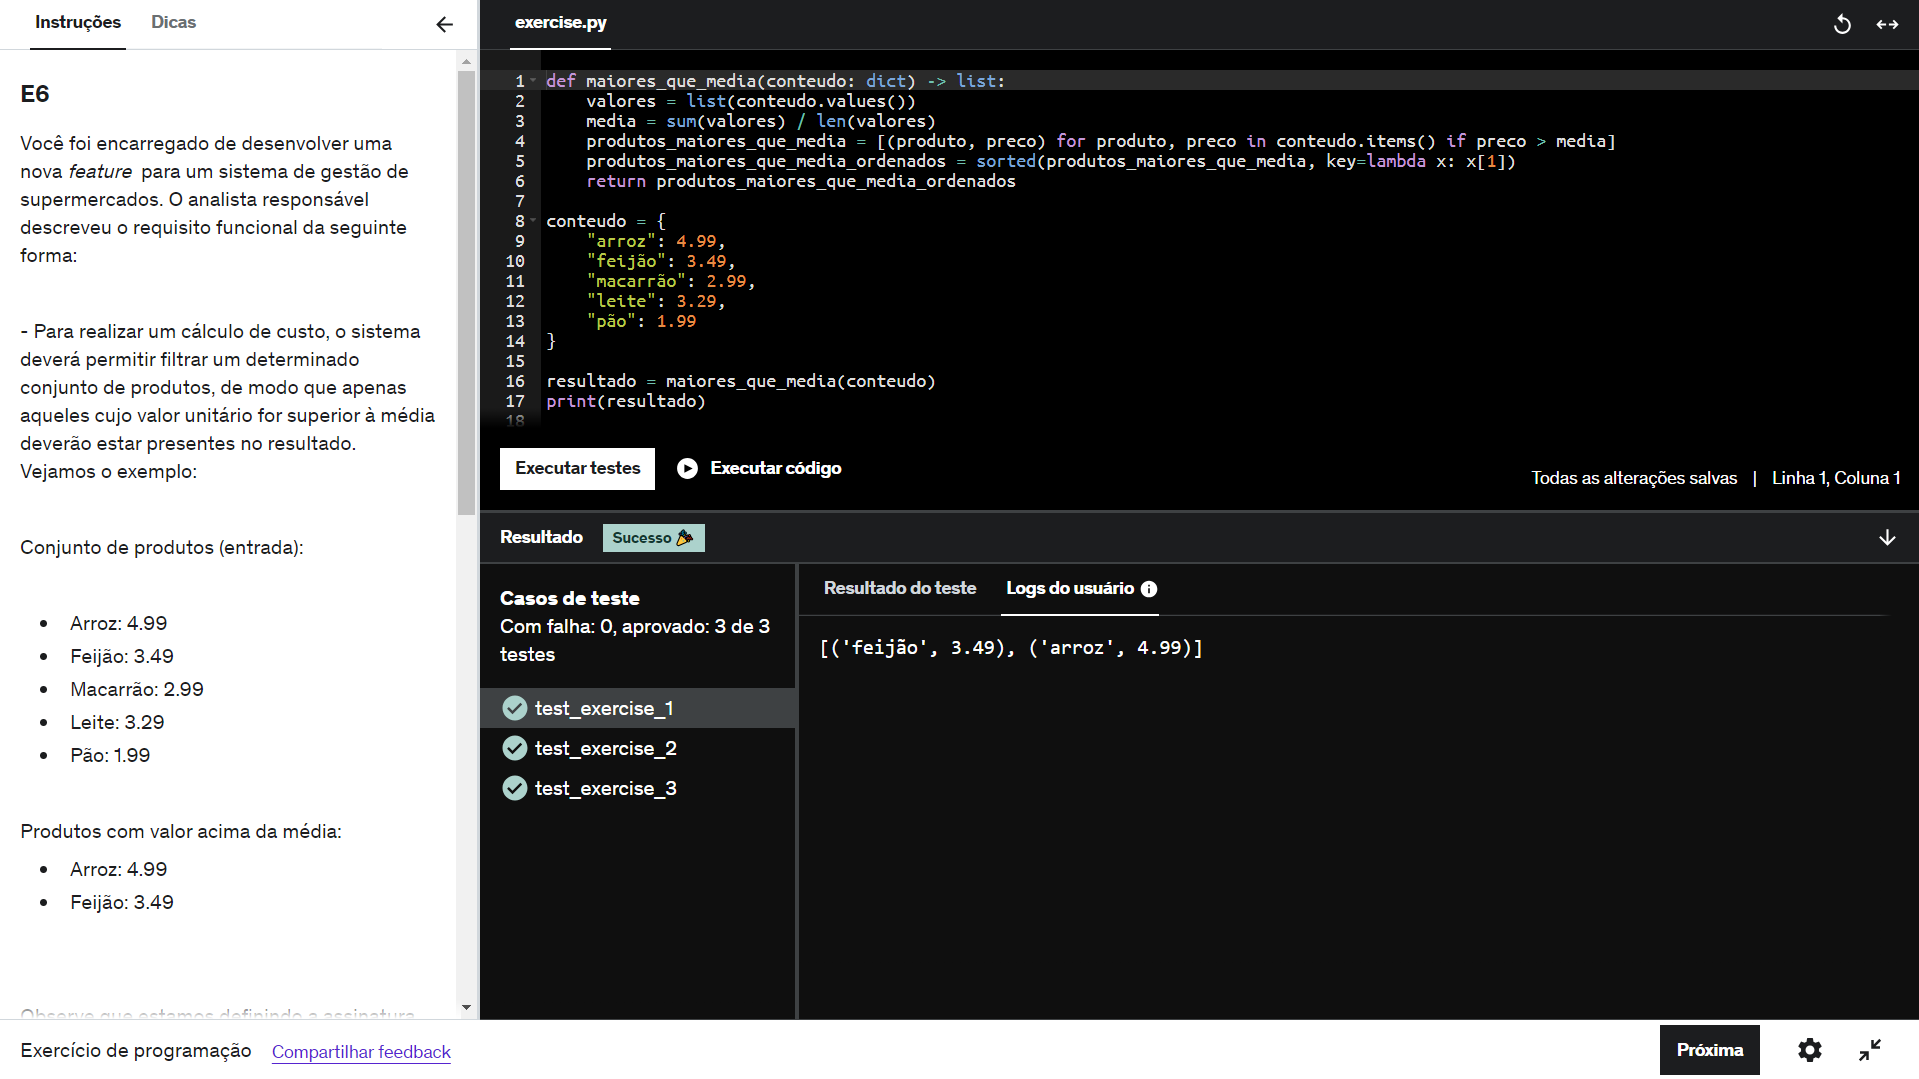 Instruções Dicas
E6
Você foi encarregado de desenvolver uma
nova feature para um sistema de gestão de
supermercados. O analista responsável
descreveu o requisito funcional da seguinte
forma:
- Para realizar um cálculo de custo, o sistema
deverá permitir filtrar um determinado
conjunto de produtos, de modo que apenas
aqueles cujo valor unitário for superior à média
deverão estar presentes no resultado.
Vejamos o exemplo:
Conjunto de produtos (entrada):
• Arroz: 4.99
• Feijão: 3.49
• Macarrão: 2.99
• Leite: 3.29
• Pão: 1.99
Produtos com valor acima da média:
• Arroz: 4.99
• Feijão: 3.49
Observe que estamos definindo a assinatura
exercise.py
1 def maiores_que_media(conteudo: dict) -> list:
2     valores = list(conteudo.values())
3     media = sum(valores) / len(valores)
4     produtos_maiores_que_media = [(produto, preco) for produto, preco in conteudo.items() if preco > media]
5     produtos_maiores_que_media_ordenados = sorted(produtos_maiores_que_media, key=lambda x: x[1])
6     return produtos_maiores_que_media_ordenados
7
8 conteudo = {
9     "arroz": 4.99,
10     "feijão": 3.49,
11     "macarrão": 2.99,
12     "leite": 3.29,
13     "pão": 1.99
14 }
15
16 resultado = maiores_que_media(conteudo)
17 print(resultado)
18
Executar testes Executar código
Todas as alterações salvas | Linha 1, Coluna 1
Resultado Sucesso
Casos de teste
Com falha: 0, aprovado: 3 de 3
testes
test_exercise_1
test_exercise_2
test_exercise_3
Resultado do teste Logs do usuário
[('feijão', 3.49), ('arroz', 4.99)]
Exercício de programação Compartilhar feedback
Próxima